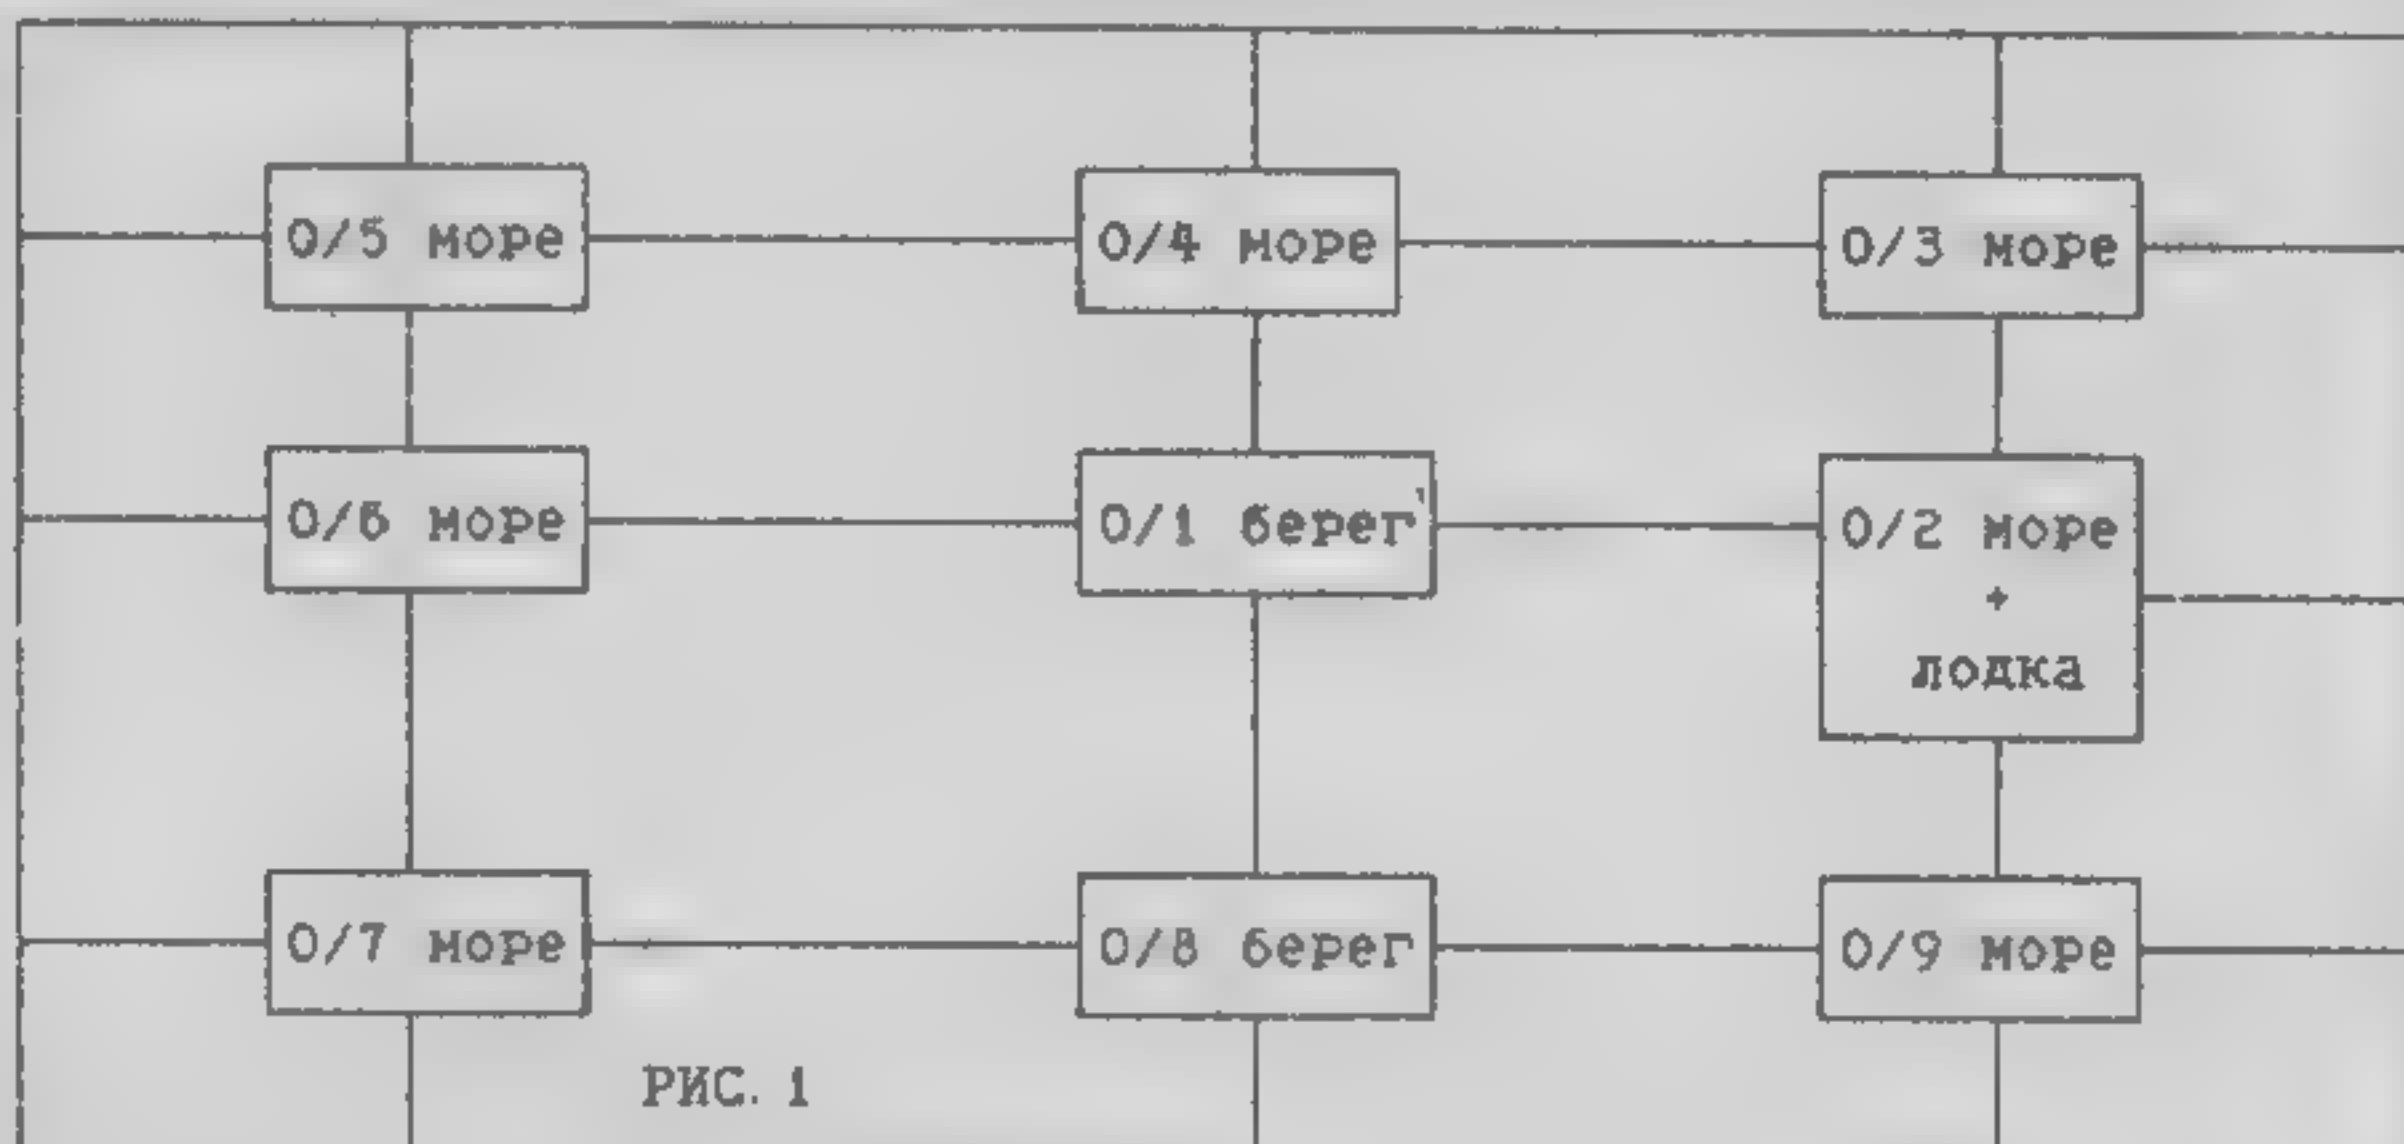 0/5 море
0/4 море
0/3 море
0/6 море
0/1 берег
0/2 море
+
лодка
0/7 море
0/8 берег
0/9 море
РИС. 1